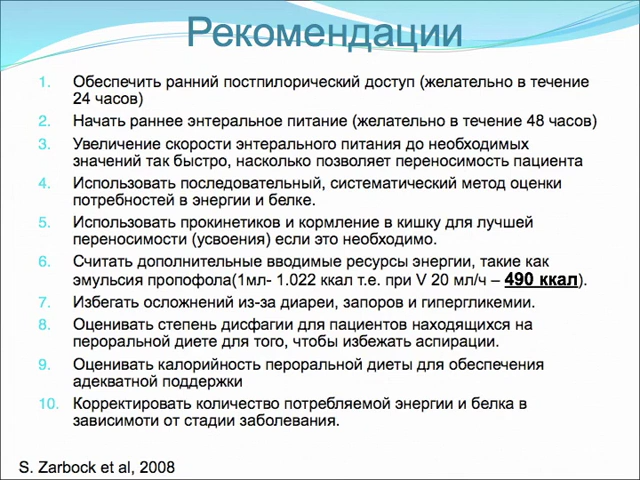 Рекомендации
1. Обеспечить ранний постпилорический доступ (желательно в течение
24 часов)
2. Начать раннее энтеральное питание (желательно в течение 48 часов)
3. Увеличение скорости энтерального питания до необходимых
значений так быстро, насколько позволяет переносимость пациента
4. Использовать последовательный, систематический метод оценки
потребностей в энергии и белке.
5. Использовать прокинетиков и кормление в кишку для лучшей
переносимости (усвоения) если это необходимо.
6. Считать дополнительные вводимые ресурсы энергии, такие как
эмульсия пропофола(1мл- 1.022 ккал т.е. при V 20 мл/ч – 490 ккал).
7. Избегать осложнений из-за диареи, запоров и гипергликемии.
8. Оценивать степень дисфагии для пациентов находящихся на
пероральной диете для того, чтобы избежать аспирации.
9. Оценивать калорийность пероральной диеты для обеспечения
адекватной поддержки
10. Корректировать количество потребляемой энергии и белка в
зависимоти от стадии заболевания.
S. Zarbock et al, 2008